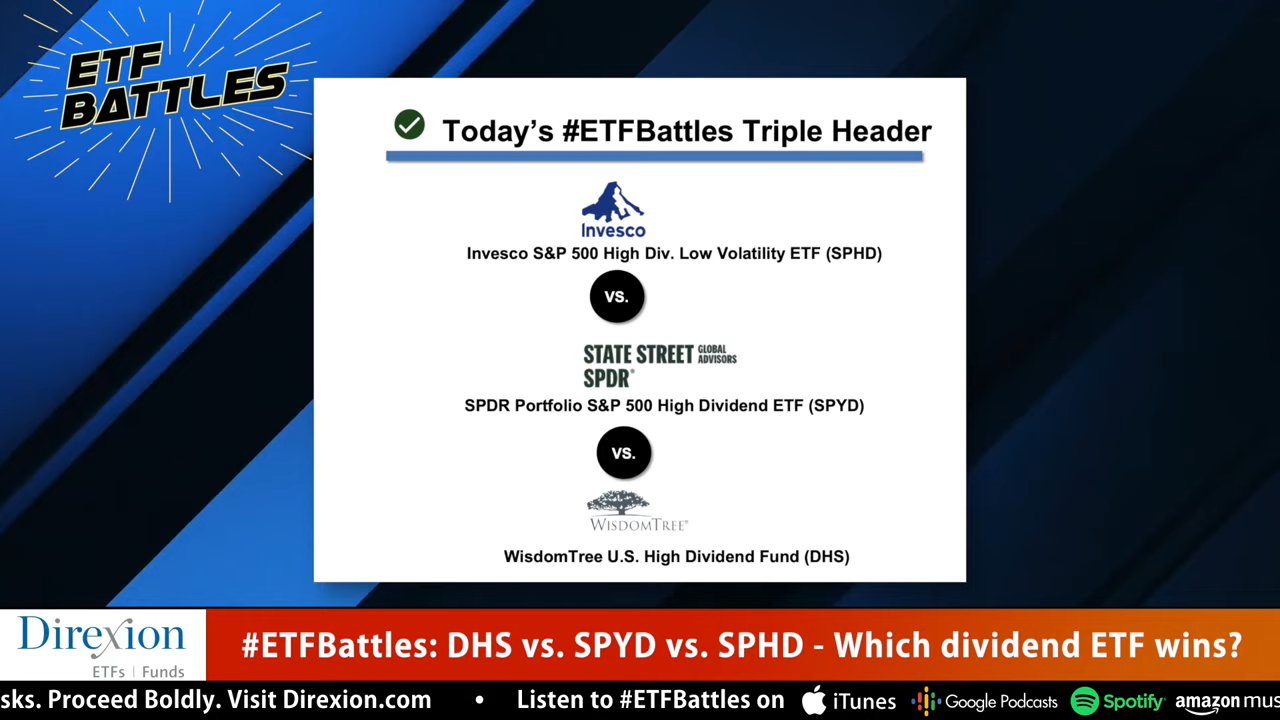 ETF
BATTLES
Today's #ETFBattles Triple Header
Invesco
Invesco S&P 500 High Div. Low Volatility ETF (SPHD)
VS.
STATE STREET GLOBAL ADVISORS
SPDR®
SPDR Portfolio S&P 500 High Dividend ETF (SPYD)
VS.
WISDOMTREE®
WisdomTree U.S. High Dividend Fund (DHS)
Direxion
ETFs | Funds
#ETFBattles: DHS vs. SPYD vs. SPHD - Which dividend ETF wins?
sks. Proceed Boldly. Visit Direxion.com • Listen to #ETFBattles on iTunes Google Podcasts Spotify amazon mus